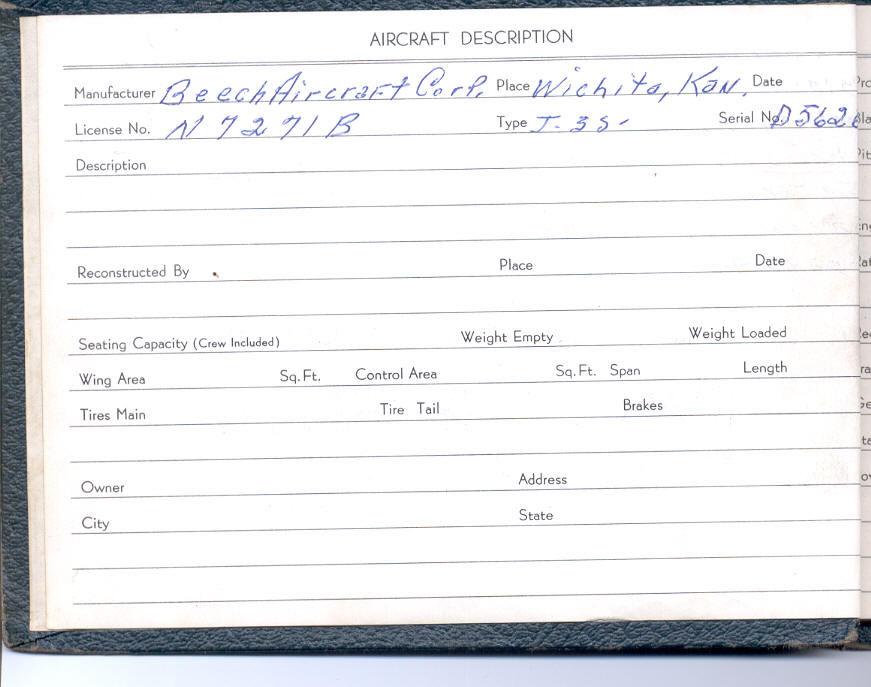 AIRCRAFT DESCRIPTION
Manufacturer Beech Aircraft Corp. Place Wichita, Kan. Date
License No. N7271B Type J-35- Serial No. D5626
Description
Reconstructed By Place Date
Seating Capacity (Crew Included) Weight Empty Weight Loaded
Wing Area Sq. Ft. Control Area Sq. Ft. Span Length
Tires Main Tire Tail Brakes
Owner Address
City State